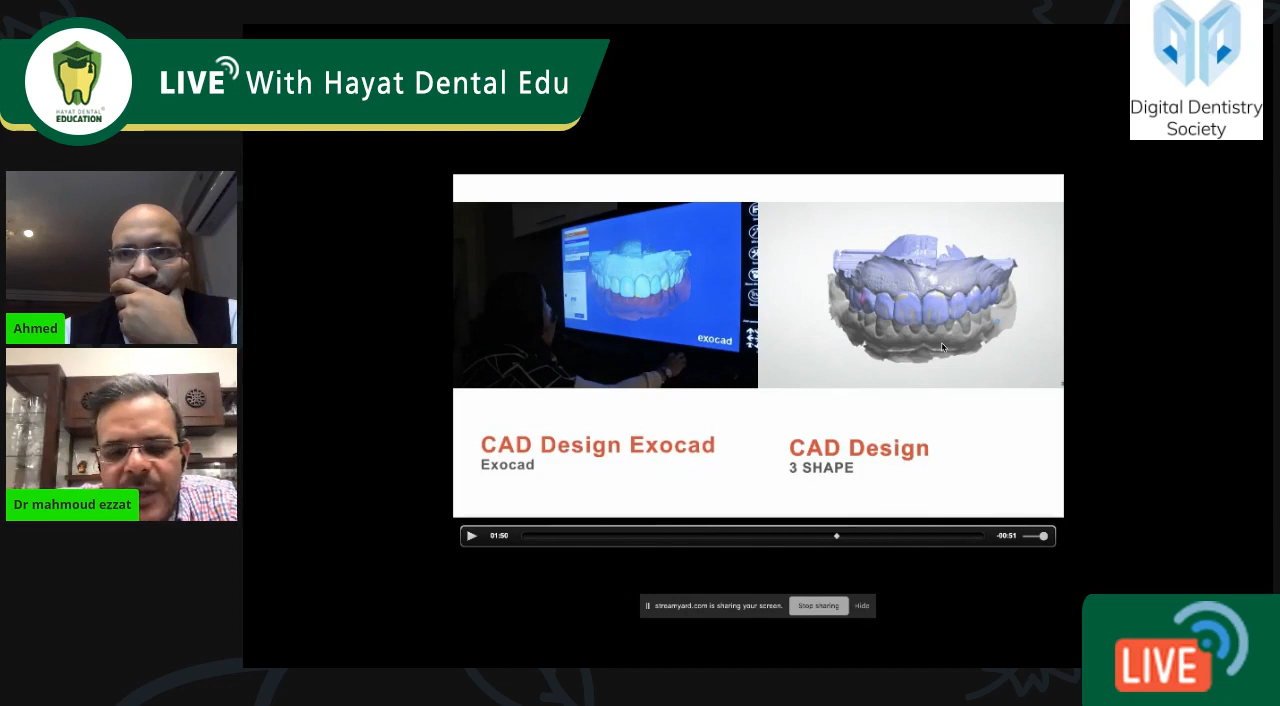 LIVE With Hayat Dental Edu
HAYAT DENTAL
EDUCATION
Digital Dentistry
Society
Ahmed
Dr mahmoud ezzat
exocad
CAD Design Exocad
Exocad
CAD Design
3 SHAPE
01:50
-00:51
streamyard.com is sharing your screen.
Stop sharing
Hide
LIVE